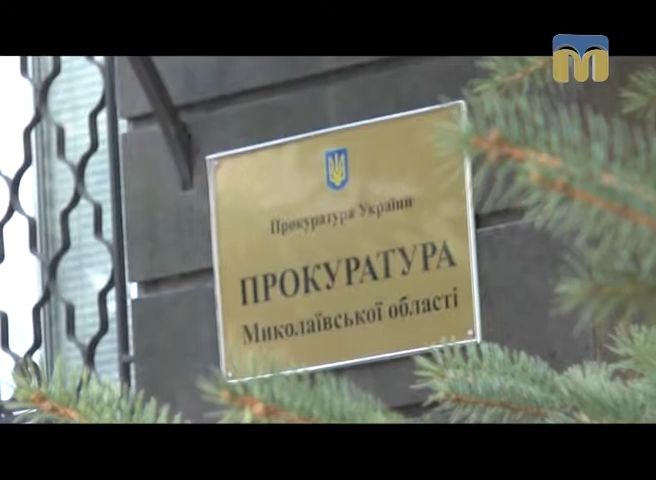 Прокуратура України
ПРОКУРАТУРА
Миколаївської області